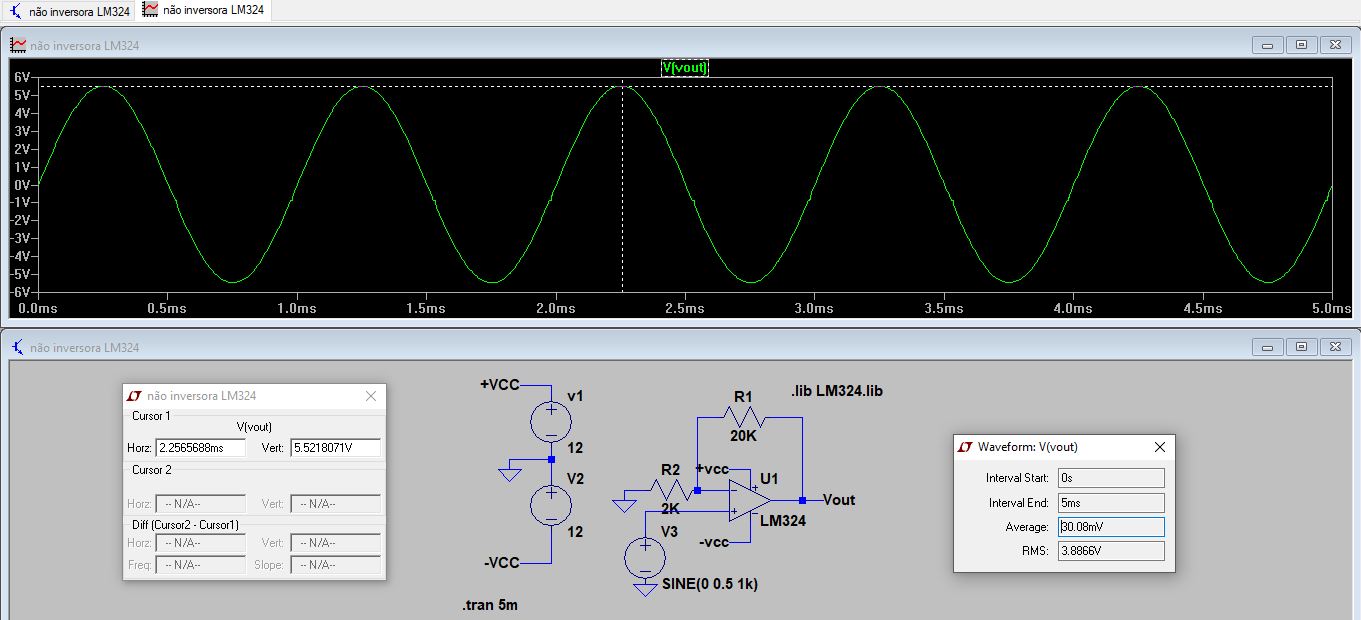 não inversora LM324 não inversora LM324
não inversora LM324
V(vout)
6V
5V
4V
3V
2V
1V
0V
-1V
-2V
-3V
-4V
-5V
-6V
0.0ms 0.5ms 1.0ms 1.5ms 2.0ms 2.5ms 3.0ms 3.5ms 4.0ms 4.5ms 5.0ms
não inversora LM324
não inversora LM324
Cursor 1
V(vout)
Horz: 2.2565688ms Vert: 5.5218071V
Cursor 2
Horz: -- N/A-- Vert: -- N/A--
Diff (Cursor2 - Cursor1)
Horz: -- N/A-- Vert: -- N/A--
Freq: -- N/A-- Slope: -- N/A--
+VCC
v1
12
V2
12
-VCC
.tran 5m
R1
20K
.lib LM324.lib
R2
2K
+vcc
U1
LM324
-vcc
Vout
V3
SINE(0 0.5 1k)
Waveform: V(vout)
Interval Start: 0s
Interval End: 5ms
Average: 30.08mV
RMS: 3.8866V